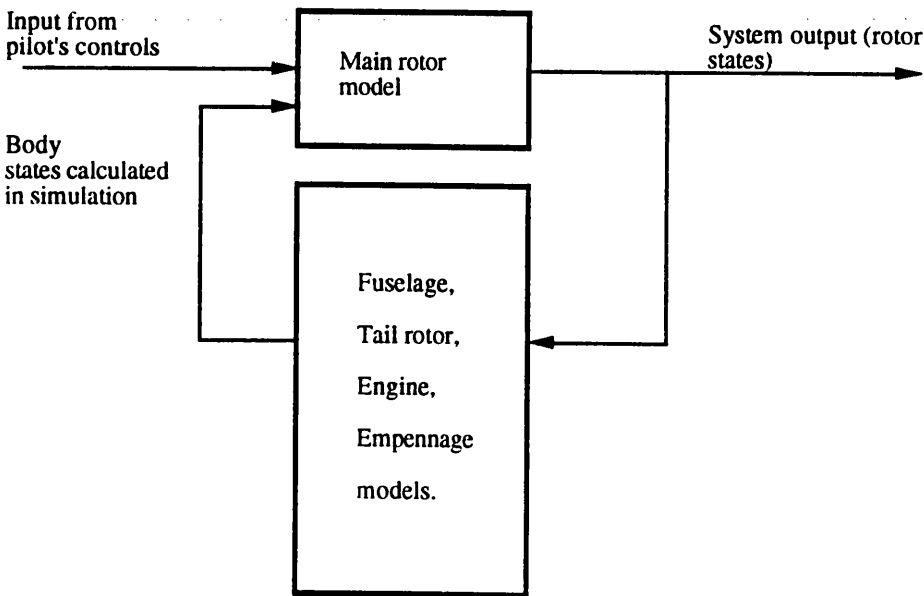 Input from
pilot's controls
Main rotor
model
System output (rotor
states)
Body
states calculated
in simulation
Fuselage,
Tail rotor,
Engine,
Empennage
models.